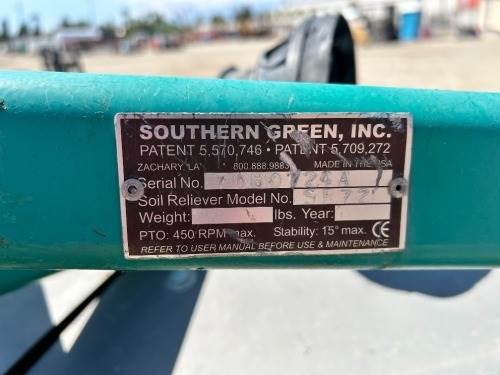 SOUTHERN GREEN, INC.
PATENT 5,570,746 • PATENT 5,709,272
ZACHARY, LA 800.888.9883 MADE IN THE USA
Serial No.
Soil Reliever Model No. SR72
Weight: lbs. Year:
PTO: 450 RPM max. Stability: 15° max. CE
REFER TO USER MANUAL BEFORE USE & MAINTENANCE